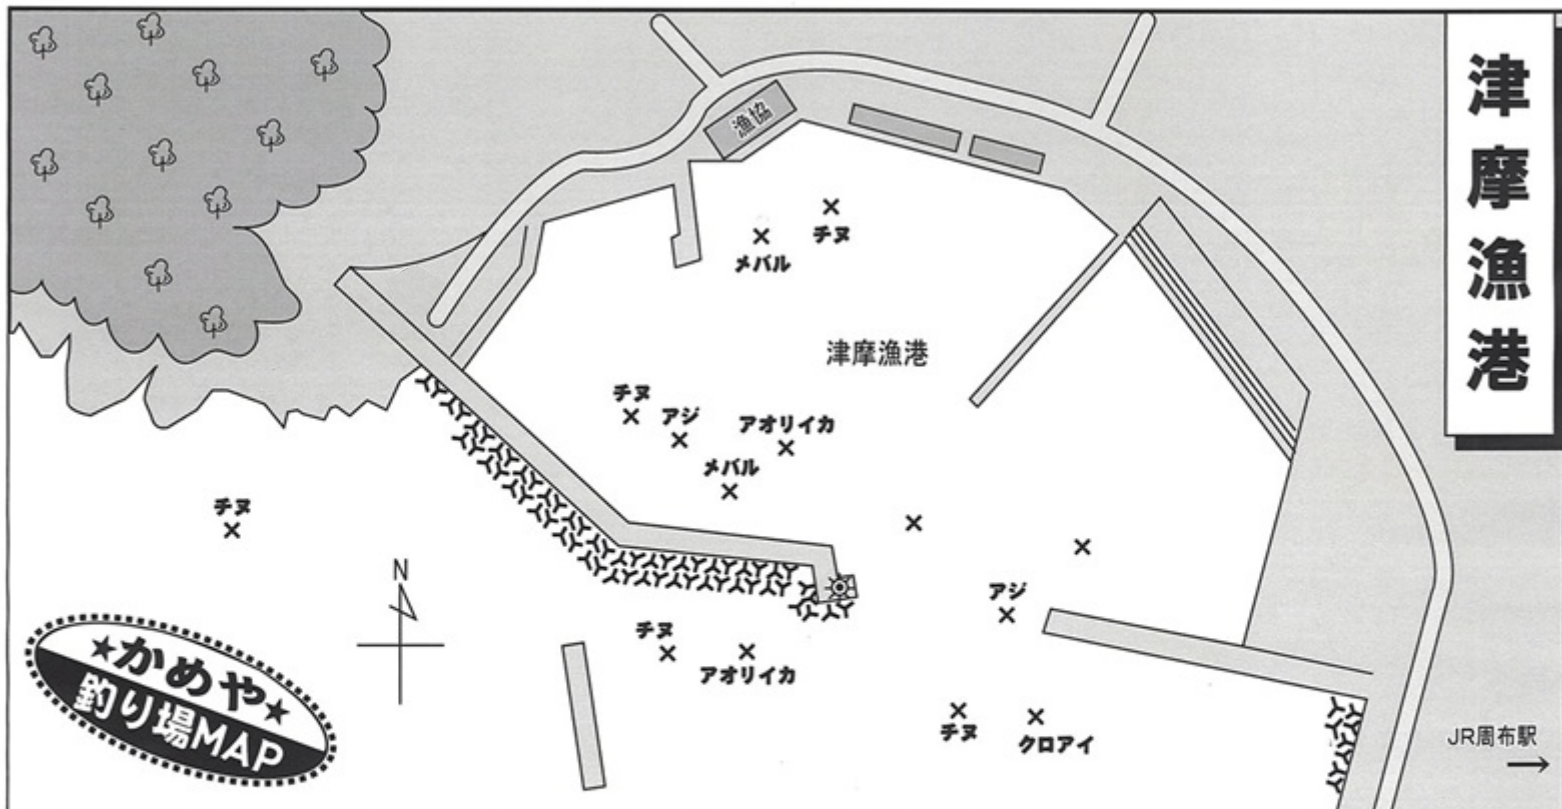 津摩漁港
漁協
チヌ
メバル
津摩漁港
チヌ
アジ
アオリイカ
メバル
チヌ
N
アジ
チヌ
アオリイカ
チヌ
クロアイ
★かめや★
釣り場MAP
JR周布駅
→